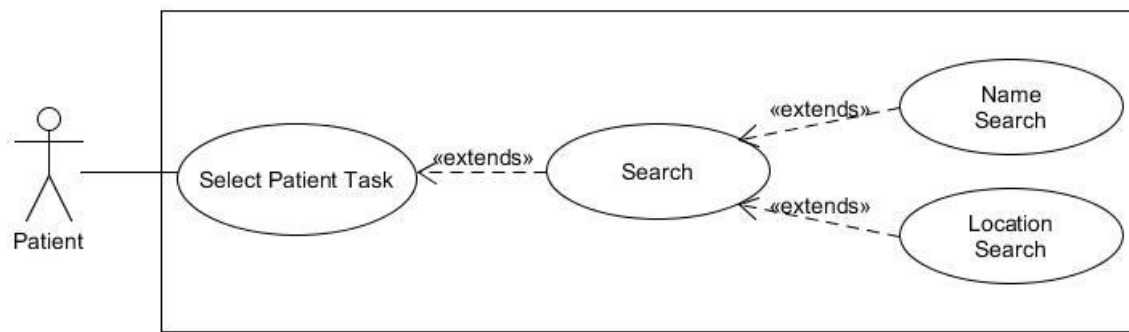 Name
Search
«extends»
«extends»
Select Patient Task
Search
«extends»
Location
Search
Patient